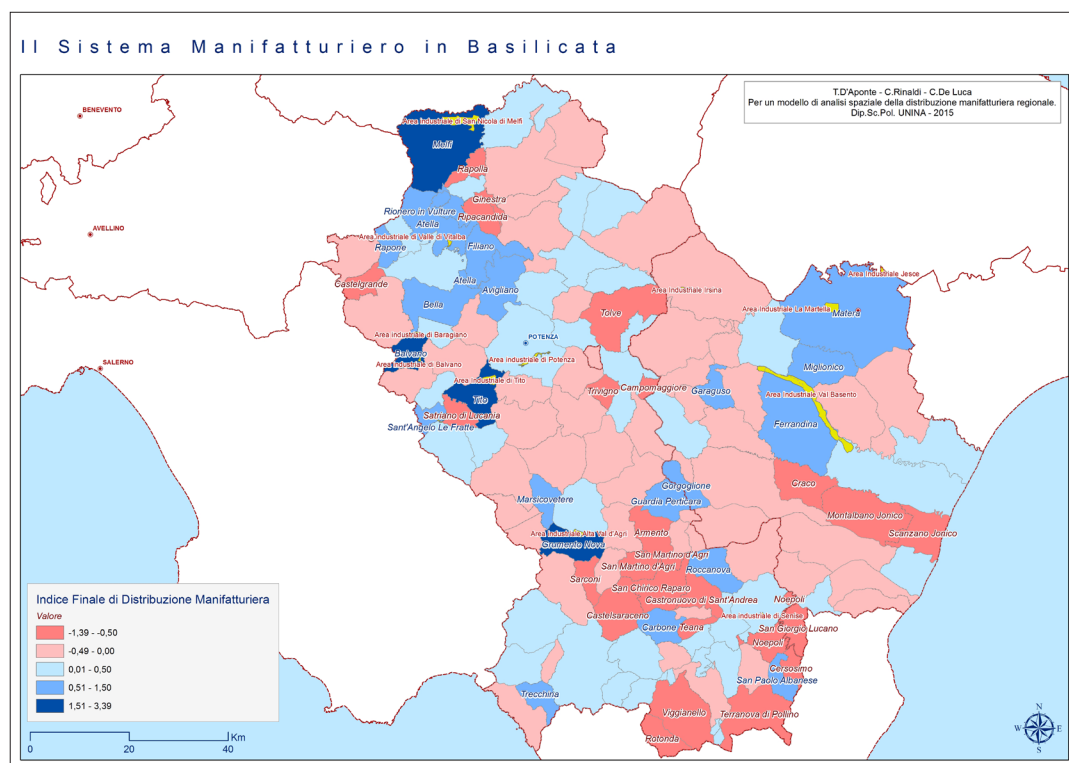 Il Sistema Manifatturiero in Basilicata
T.D'Aponte - C.Rinaldi - C.De Luca
Per un modello di analisi spaziale della distribuzione manifatturiera regionale.
Dip.Sc.Pol. UNINA - 2015
BENEVENTO
Area Industriale di San Nicola di Melfi
Melfi
Rapolla
Ginestra
Rionero in Vulture
Ripacandida
Atella
AVELLINO
Area Industriale di Valle di Vitalba
Rapone
Filiano
Area Industriale Jesce
Castelgrande
Atella
Avigliano
Area Industriale Irsina
Bella
Area Industriale La Martella
Matera
Tolve
Area industriale di Baragiano
POTENZA
Balvano
Area industriale di Potenza
Area Industriale di Balvano
SALERNO
Miglionico
Area Industriale di Tito
Trivigno
Campomaggiore
Garaguso
Area Industriale Val Basento
Tito
Satriano di Lucania
Sant'Angelo Le Fratte
Ferrandina
Craco
Gorgoglione
Marsicovetere
Guardia Perticara
Montalbano Jonico
Scanzano Jonico
Area Industriale Alta Val d'Agri
Armento
Grumento Nova
San Martino d'Agri
San Martino d'Agri
Roccanova
Sarconi
San Chirico Raparo
Castronuovo di Sant'Andrea
Noepoli
Castelsaraceno
Area industriale di Senise
Carbone
Teana
San Giorgio Lucano
Noepoli
Cersosimo
San Paolo Albanese
Trecchina
Viggianello
Terranova di Pollino
Rotonda
Indice Finale di Distribuzione Manifatturiera
Valore
-1,39 - -0,50
-0,49 - 0,00
0,01 - 0,50
0,51 - 1,50
1,51 - 3,39
Km
0 20 40
N
W E
S